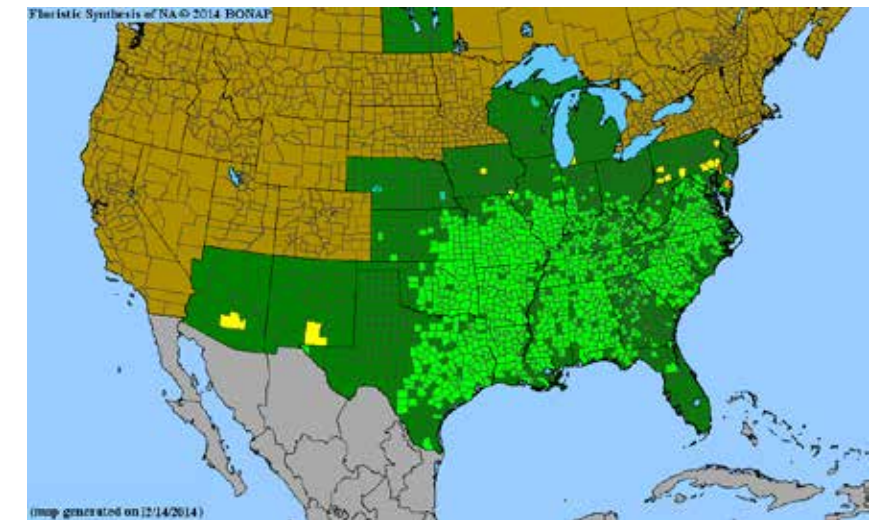 Floristic Synthesis of NA © 2014 BONAP
(map generated on 12/14/2014)